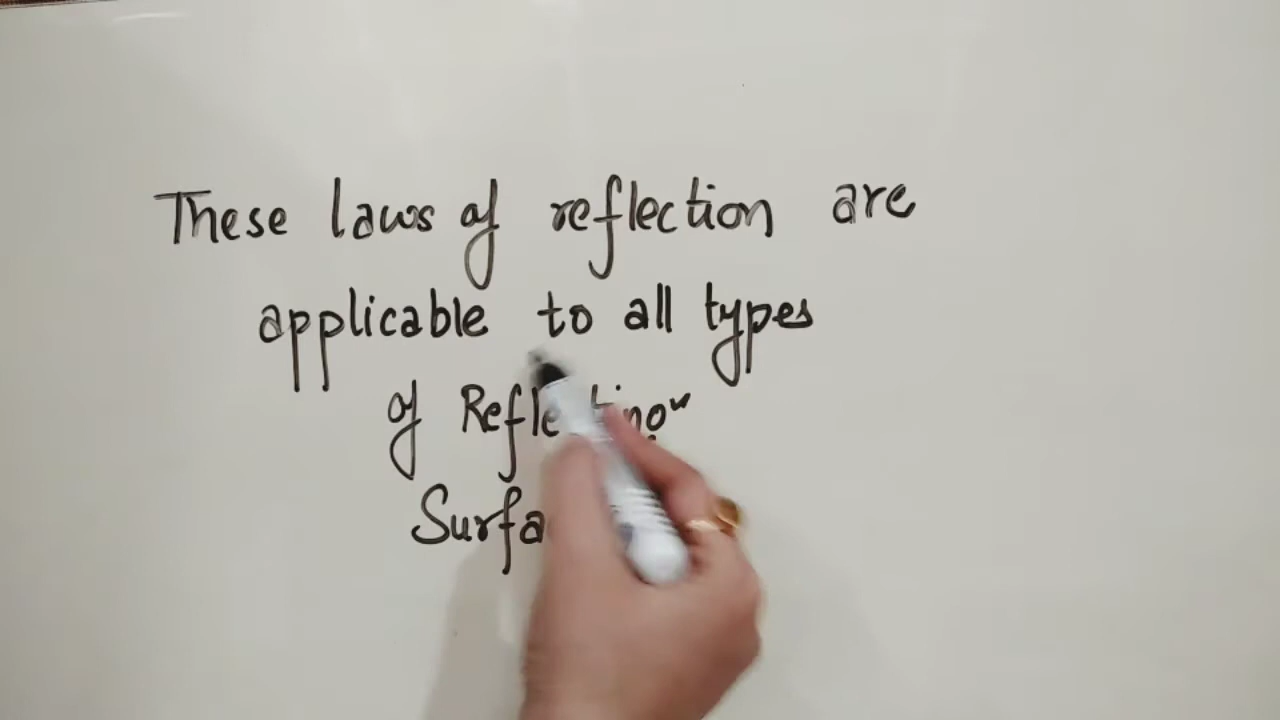 These laws of reflection are
applicable to all types
of